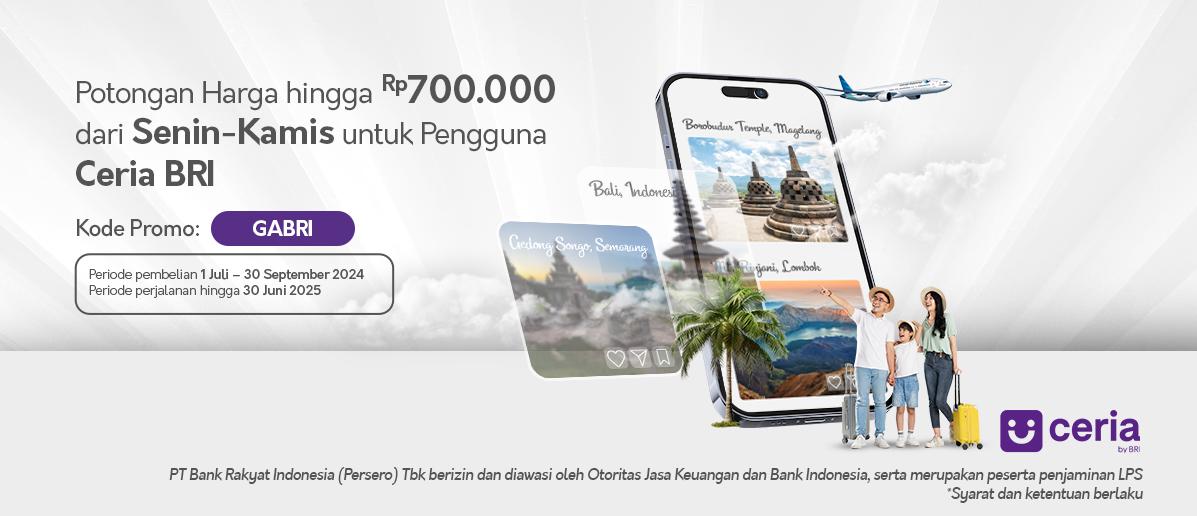 Potongan Harga hingga Rp700.000
dari Senin-Kamis untuk Pengguna
Ceria BRI
Kode Promo: GABRI
Periode pembelian 1 Juli – 30 September 2024
Periode perjalanan hingga 30 Juni 2025
Borobudur Temple, Magelang
Bali, Indonesia
Gedong Songo, Semarang
Rinjani, Lombok
ceria
by BRI
PT Bank Rakyat Indonesia (Persero) Tbk berizin dan diawasi oleh Otoritas Jasa Keuangan dan Bank Indonesia, serta merupakan peserta penjaminan LPS
*Syarat dan ketentuan berlaku